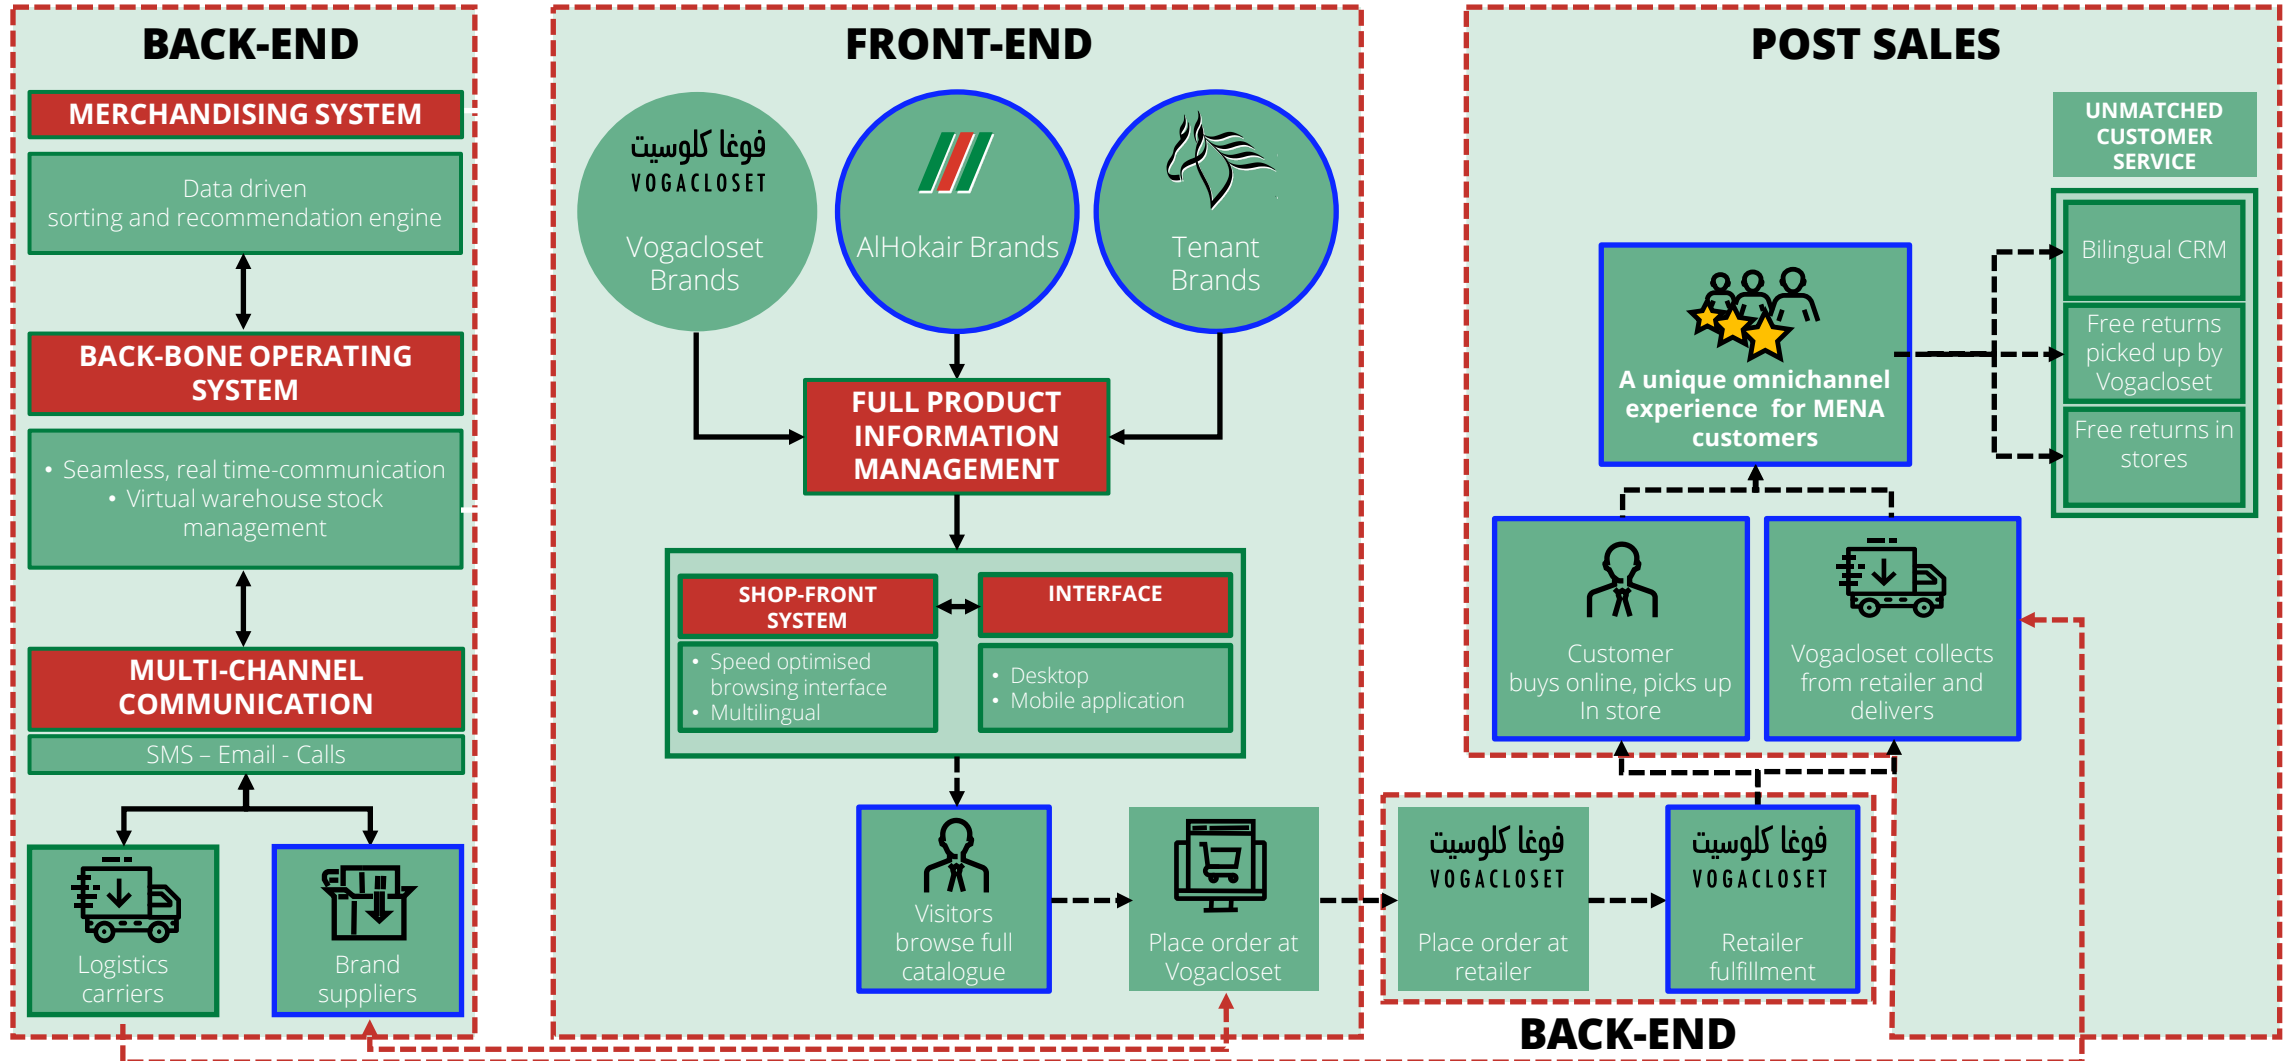 BACK-END
MERCHANDISING SYSTEM
Data driven
sorting and recommendation engine
BACK-BONE OPERATING
SYSTEM
• Seamless, real time-communication
• Virtual warehouse stock
management
MULTI-CHANNEL
COMMUNICATION
SMS – Email - Calls
Logistics
carriers
Brand
suppliers
FRONT-END
فوغا كلوسيت
VOGACLOSET
Vogacloset
Brands
AlHokair Brands
Tenant
Brands
FULL PRODUCT
INFORMATION
MANAGEMENT
SHOP-FRONT
SYSTEM
• Speed optimised
browsing interface
• Multilingual
INTERFACE
• Desktop
• Mobile application
Visitors
browse full
catalogue
Place order at
Vogacloset
فوغا كلوسيت
VOGACLOSET
Place order at
retailer
فوغا كلوسيت
VOGACLOSET
Retailer
fulfillment
BACK-END
POST SALES
UNMATCHED
CUSTOMER
SERVICE
Bilingual CRM
Free returns
picked up by
Vogacloset
Free returns in
stores
A unique omnichannel
experience for MENA
customers
Customer
buys online, picks up
In store
Vogacloset collects
from retailer and
delivers